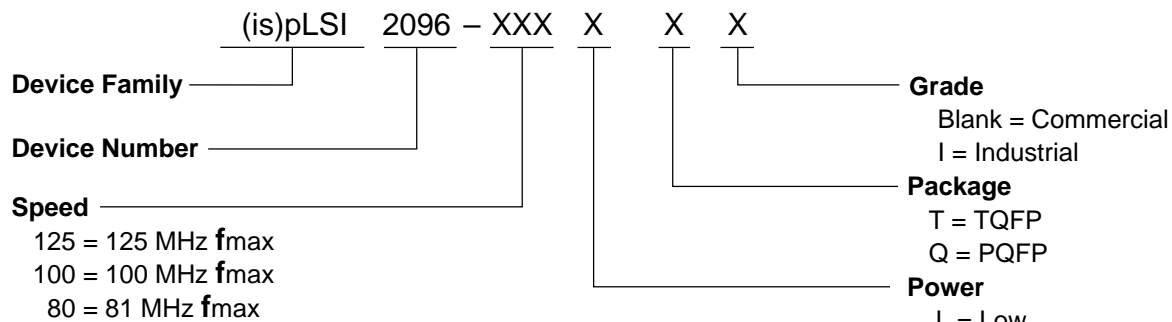 (is)pLSI 2096 – XXX X X X
Device Family
Device Number
Speed
125 = 125 MHz fmax
100 = 100 MHz fmax
80 = 81 MHz fmax
Grade
Blank = Commercial
I = Industrial
Package
T = TQFP
Q = PQFP
Power
L = Low